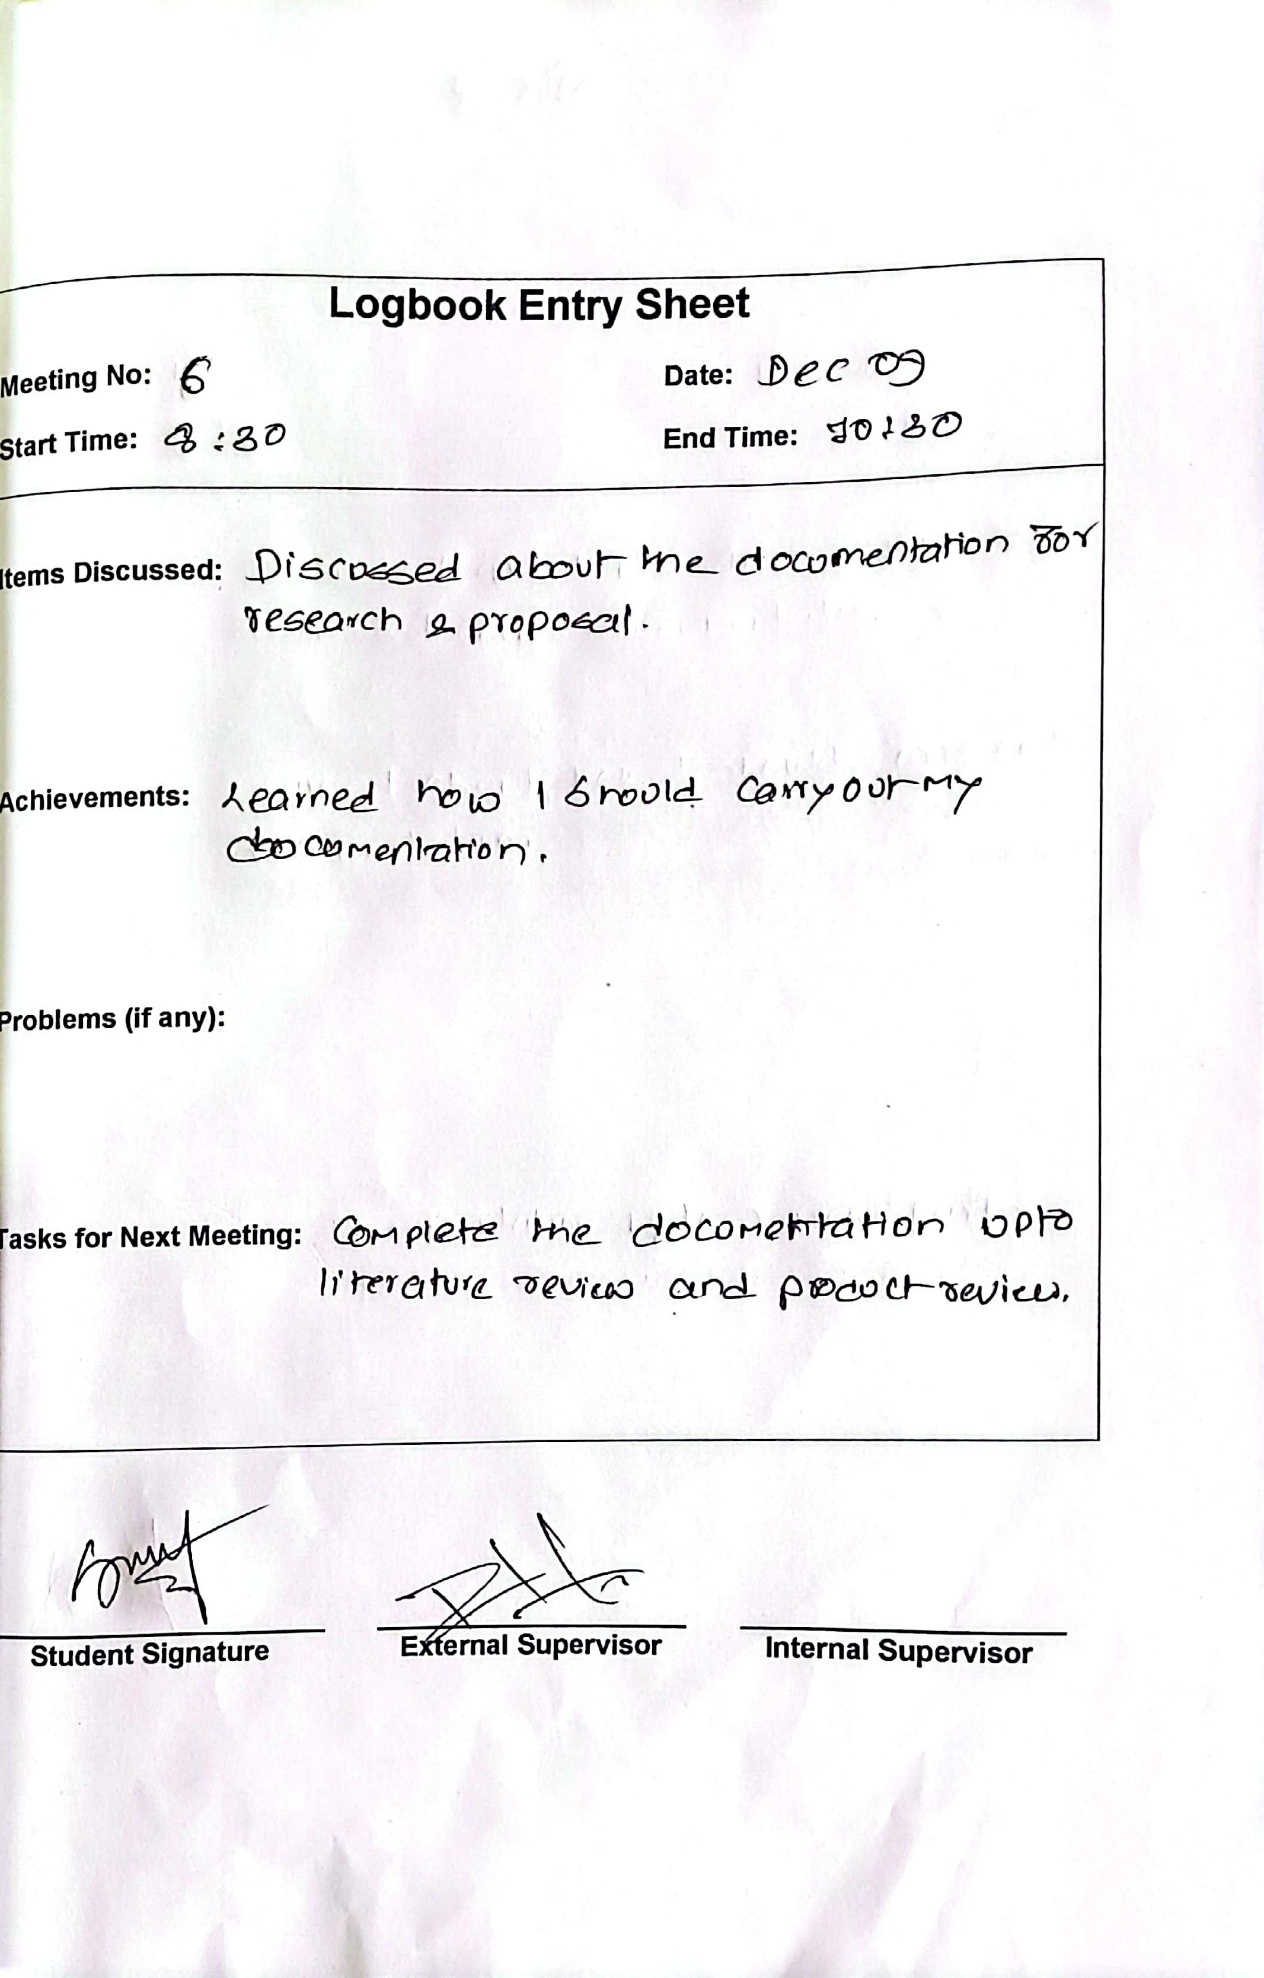 Logbook Entry Sheet
Meeting No: 6 Date: Dec 09
Start Time: 8:30 End Time: 10:30
Items Discussed: Discussed about the documentation for
research & proposal.
Achievements: Learned how I should carry out my
documentation.
Problems (if any):
Tasks for Next Meeting: Complete the documentation upto
literature review and product review.
Student Signature External Supervisor Internal Supervisor